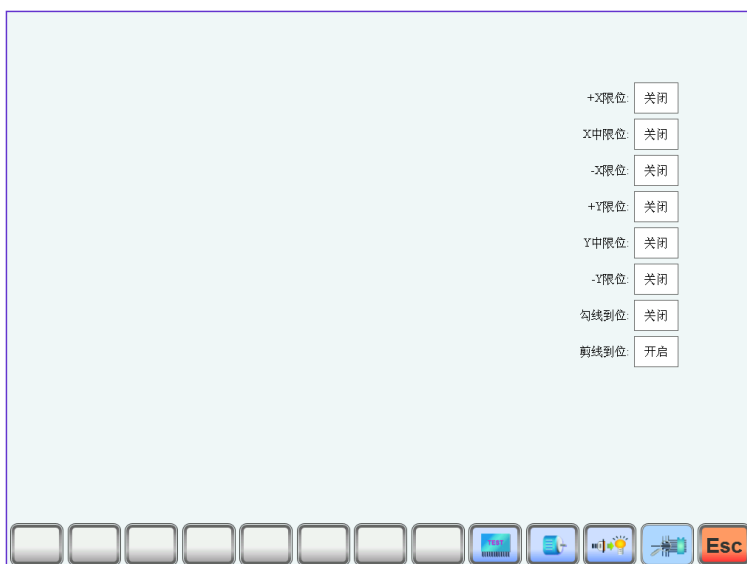 +X限位: 关闭
X中限位: 关闭
-X限位: 关闭
+Y限位: 关闭
Y中限位: 关闭
-Y限位: 关闭
勾线到位: 关闭
剪线到位: 开启
TEST
Esc